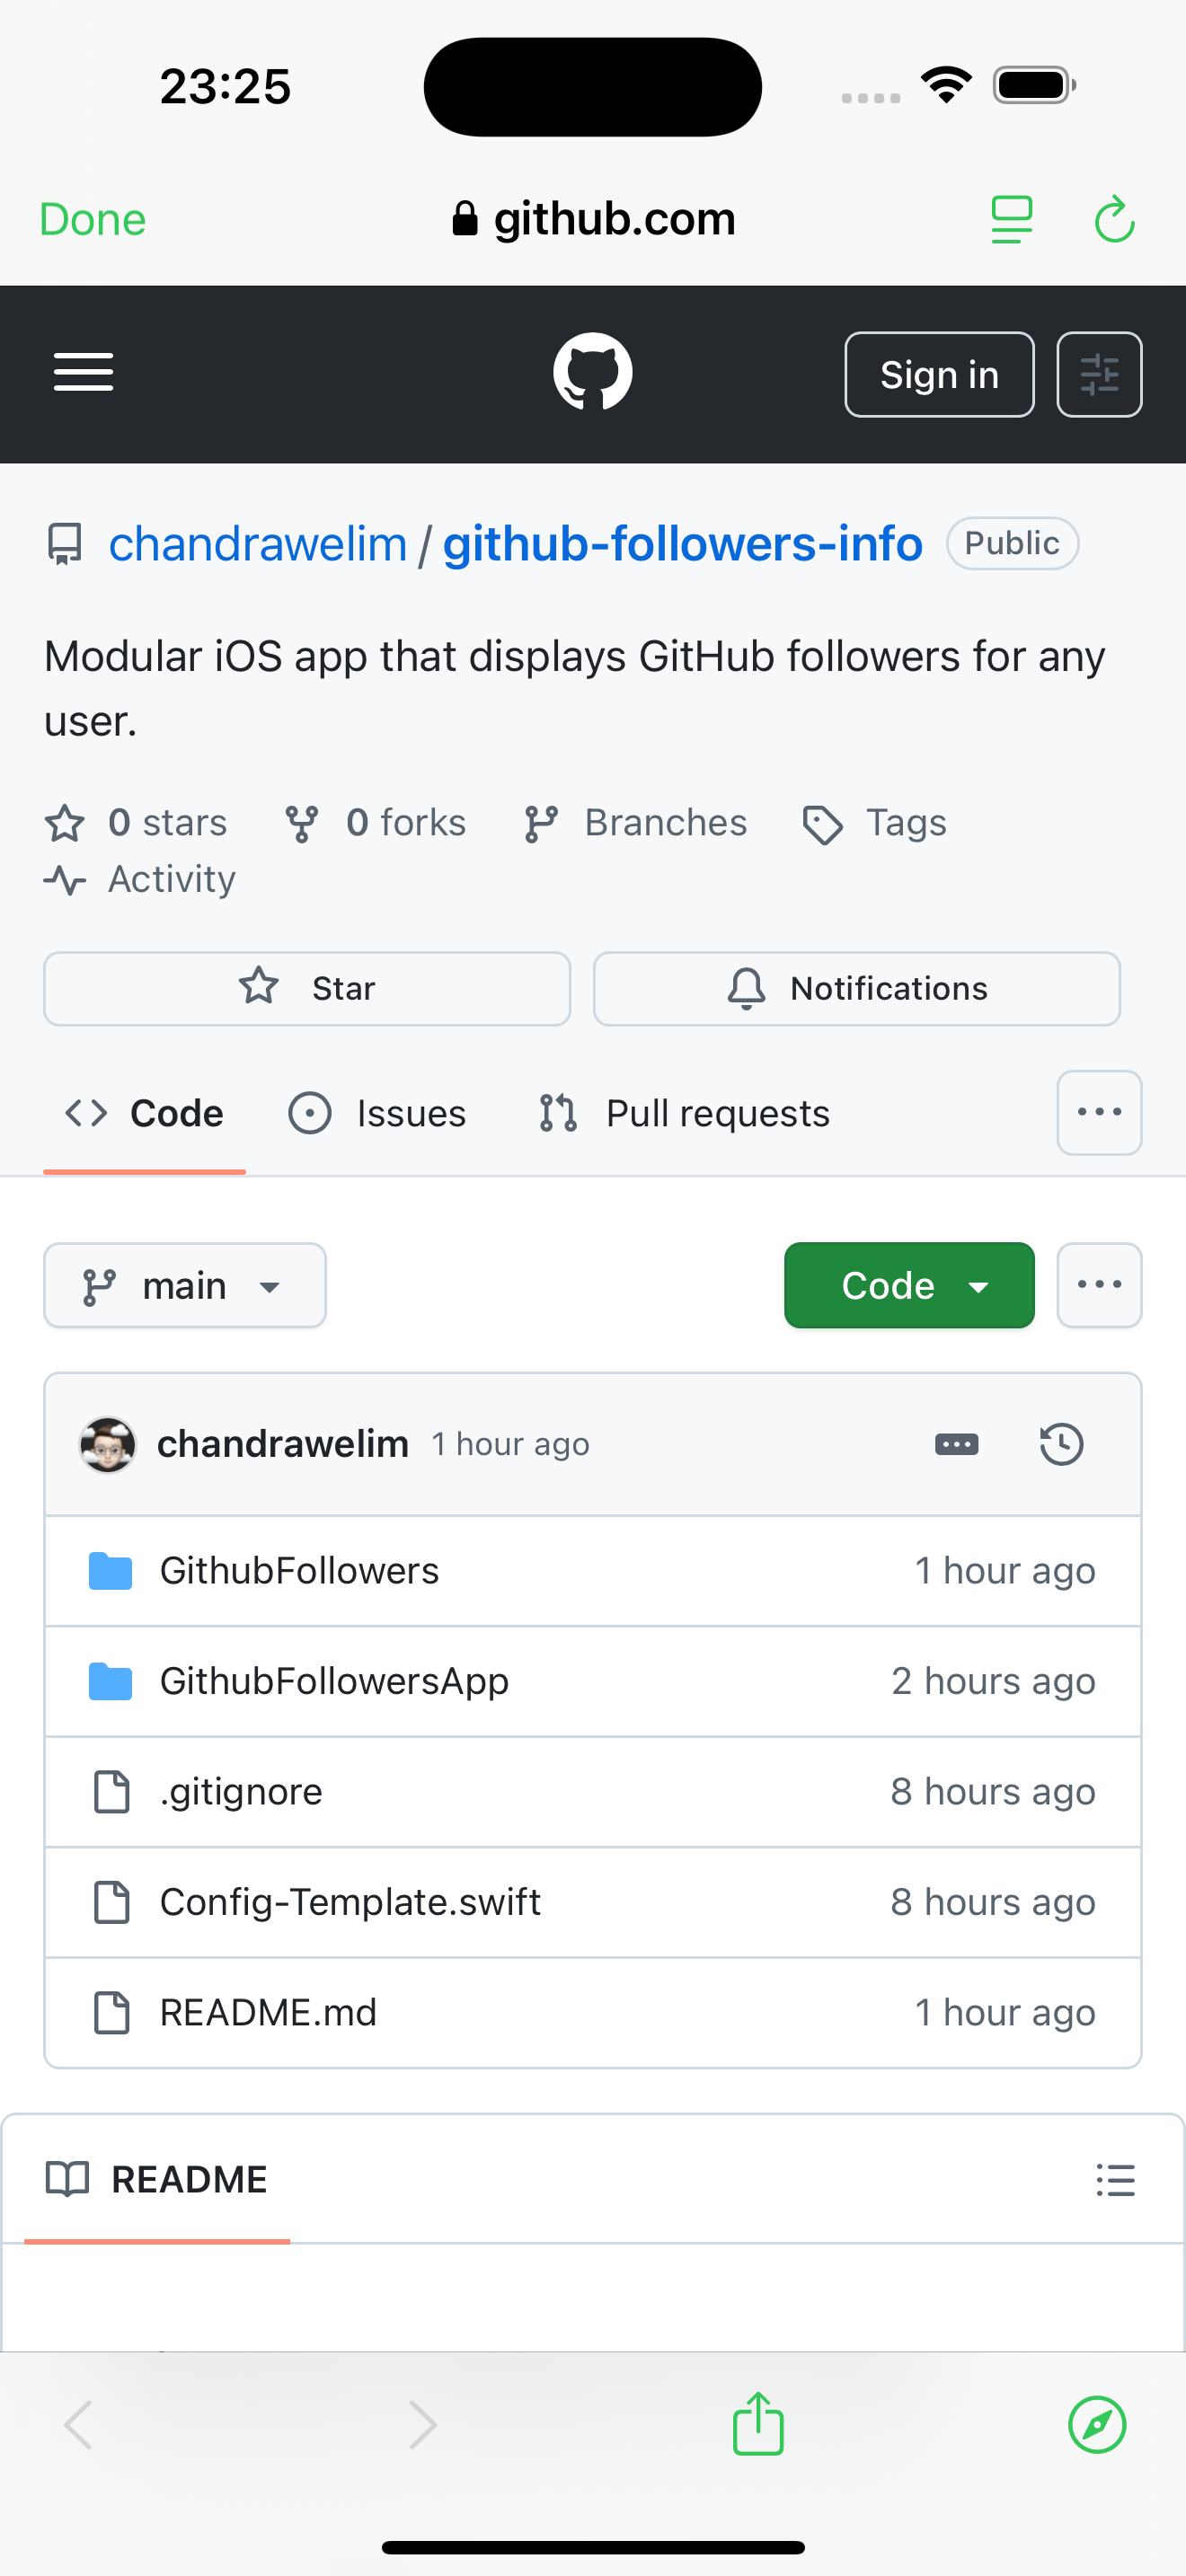 23:25
Done
github.com
Sign in
chandrawelim / github-followers-info Public
Modular iOS app that displays GitHub followers for any
user.
0 stars 0 forks Branches Tags
Activity
Star Notifications
Code Issues Pull requests
main Code
chandrawelim 1 hour ago
GithubFollowers 1 hour ago
GithubFollowersApp 2 hours ago
.gitignore 8 hours ago
Config-Template.swift 8 hours ago
README.md 1 hour ago
README